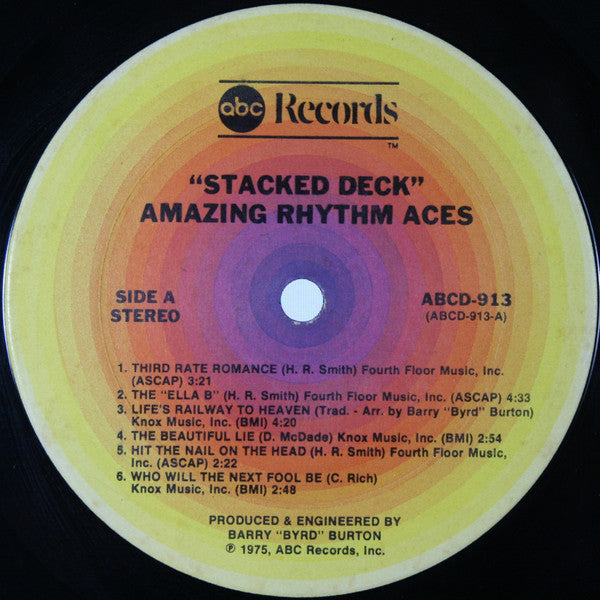 abc Records
™
"STACKED DECK"
AMAZING RHYTHM ACES
SIDE A
STEREO
ABCD-913
(ABCD-913-A)
1. THIRD RATE ROMANCE (H. R. Smith) Fourth Floor Music, Inc.
(ASCAP) 3:21
2. THE "ELLA B" (H. R. Smith) Fourth Floor Music, Inc. (ASCAP) 4:33
3. LIFE'S RAILWAY TO HEAVEN (Trad. - Arr. by Barry "Byrd" Burton)
Knox Music, Inc. (BMI) 4:20
4. THE BEAUTIFUL LIE (D. McDade) Knox Music, Inc. (BMI) 2:54
5. HIT THE NAIL ON THE HEAD (H. R. Smith) Fourth Floor Music,
Inc. (ASCAP) 2:22
6. WHO WILL THE NEXT FOOL BE (C. Rich)
Knox Music, Inc. (BMI) 2:48
PRODUCED & ENGINEERED BY
BARRY "BYRD" BURTON
℗ 1975, ABC Records, Inc.